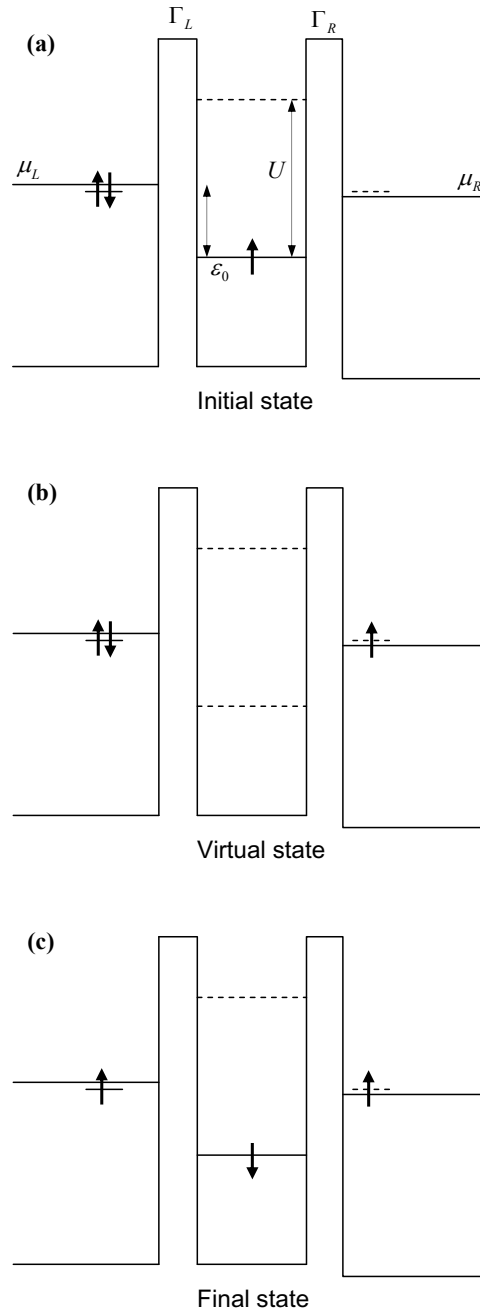 Γ_L Γ_R
(a)
μ_L U μ_R
ε_0
Initial state
(b)
Virtual state
(c)
Final state